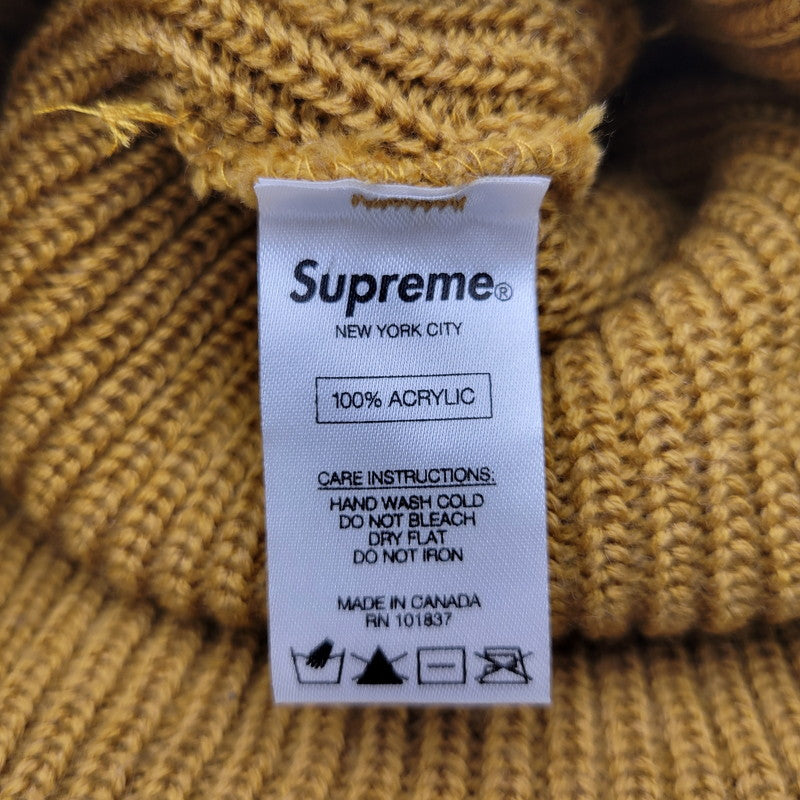 Supreme®
NEW YORK CITY
100% ACRYLIC
CARE INSTRUCTIONS:
HAND WASH COLD
DO NOT BLEACH
DRY FLAT
DO NOT IRON
MADE IN CANADA
RN 101837